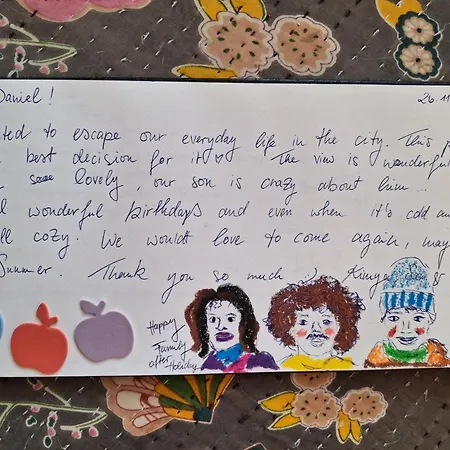 Daniel! 26.11
ted to escape our everyday life in the city. This p
best decision for it ♡ The view is wonderful
lovely, our son is crazy about him...
l wonderful birthdays and even when it's cold an
ll cozy. We would love to come again, may
Summer. Thank you so much :) Kinga &
Happy
Family
after
Holiday